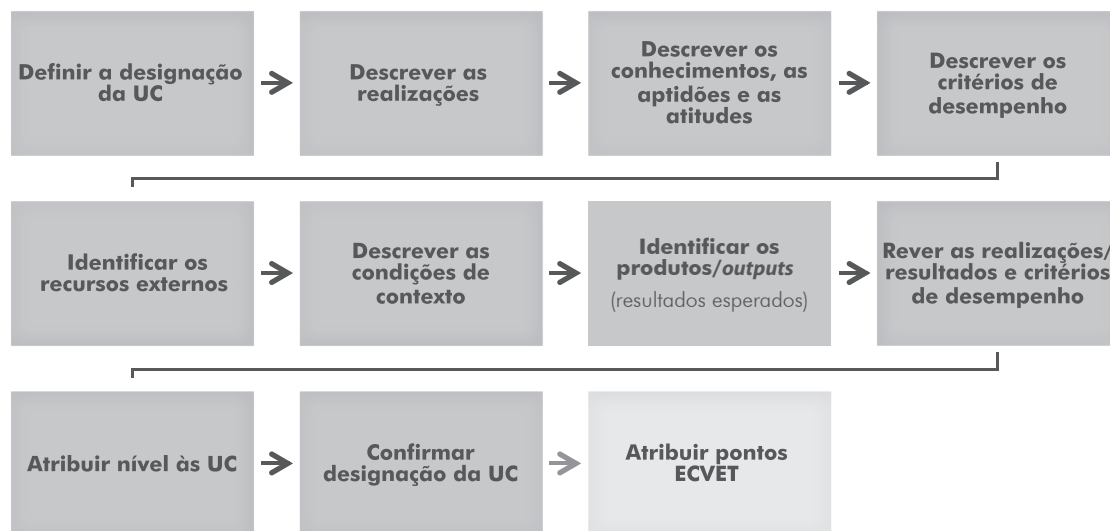 Definir a designação
da UC
Descrever as
realizações
Descrever os
conhecimentos, as
aptidões e as
atitudes
Descrever os
critérios de
desempenho
Identificar os
recursos externos
Descrever as
condições de
contexto
Identificar os
produtos/outputs
(resultados esperados)
Rever as realizações/
resultados e critérios
de desempenho
Atribuir nível às UC
Confirmar
designação da UC
Atribuir pontos
ECVET